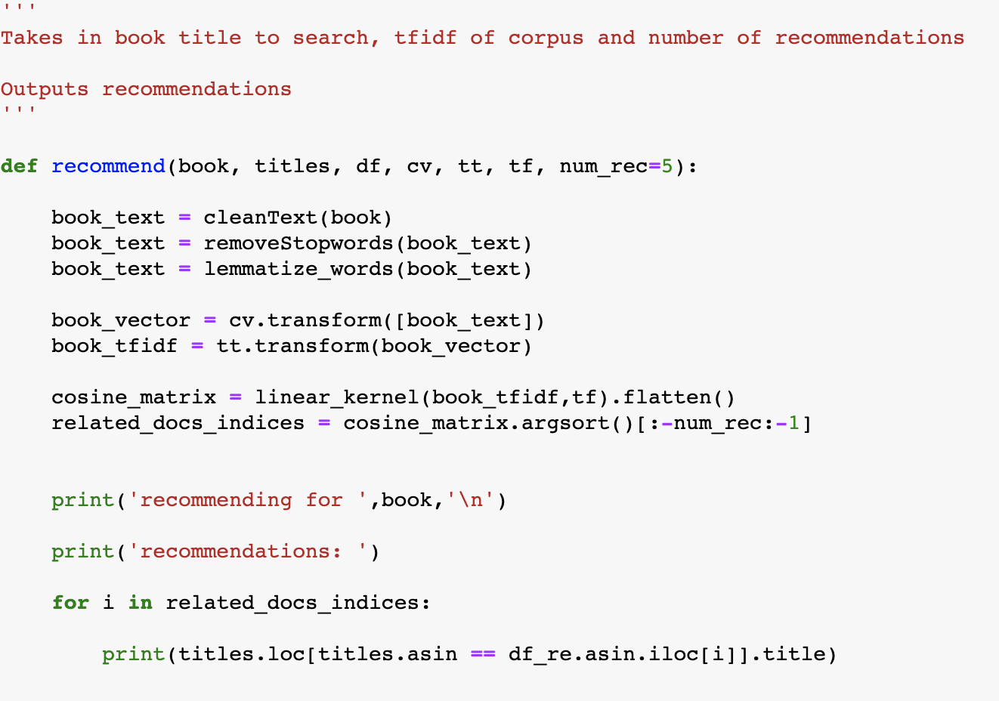 '''
Takes in book title to search, tfidf of corpus and number of recommendations
Outputs recommendations
'''
def recommend(book, titles, df, cv, tt, tf, num_rec=5):
    book_text = cleanText(book)
    book_text = removeStopwords(book_text)
    book_text = lemmatize_words(book_text)
    book_vector = cv.transform([book_text])
    book_tfidf = tt.transform(book_vector)
    cosine_matrix = linear_kernel(book_tfidf,tf).flatten()
    related_docs_indices = cosine_matrix.argsort()[:-num_rec:-1]
    print('recommending for ',book,'\n')
    print('recommendations: ')
    for i in related_docs_indices:
        print(titles.loc[titles.asin == df_re.asin.iloc[i]].title)